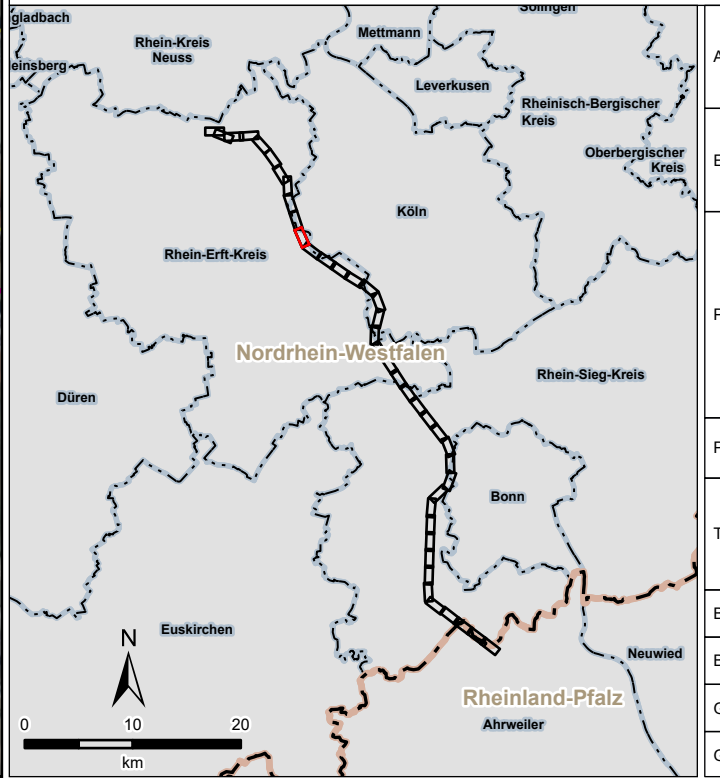 gladbach
Solingen
Mettmann
Rhein-Kreis
Neuss
einsberg
Leverkusen
Rheinisch-Bergischer
Kreis
Oberbergischer
Kreis
Köln
Rhein-Erft-Kreis
Nordrhein-Westfalen
Rhein-Sieg-Kreis
Düren
Bonn
Euskirchen
N
Neuwied
Rheinland-Pfalz
Ahrweiler
0 10 20
km